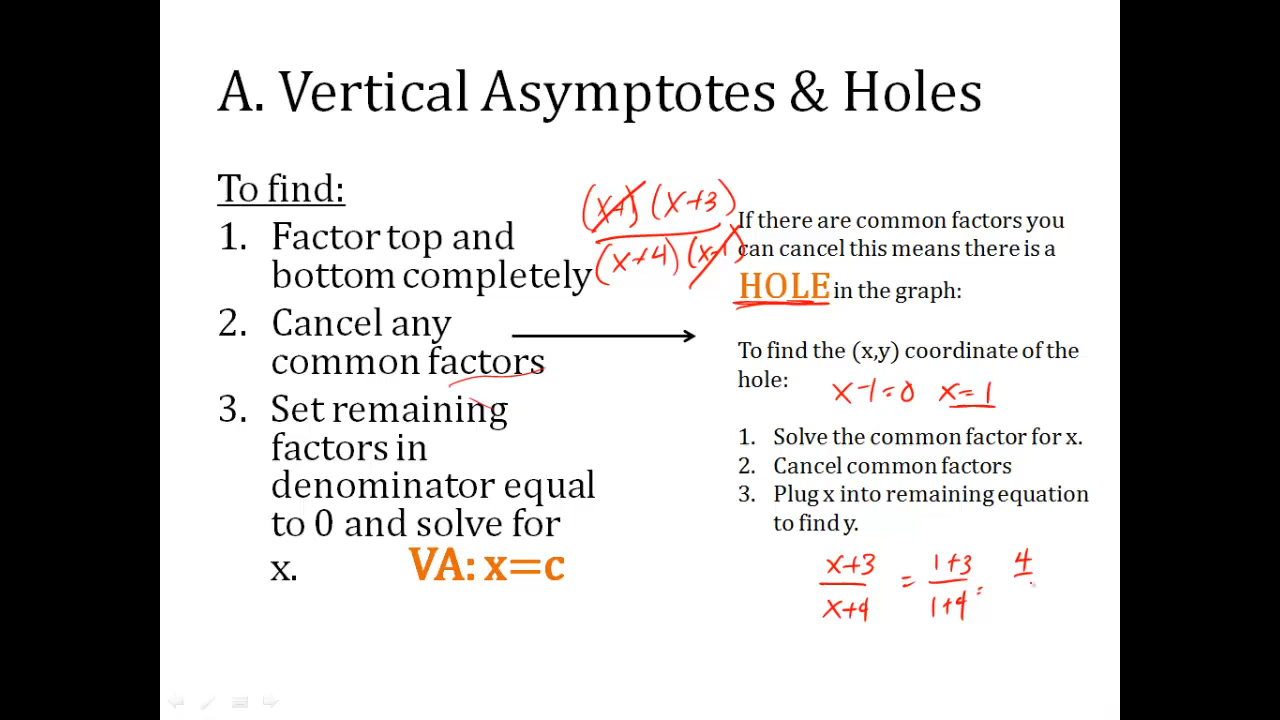 A. Vertical Asymptotes & Holes
To find:
1. Factor top and
bottom completely
2. Cancel any
common factors
3. Set remaining
factors in
denominator equal
to 0 and solve for
x. VA: x=c
(x-1) (x+3)
(x+4) (x-1)
If there are common factors you
can cancel this means there is a
HOLE in the graph:
To find the (x,y) coordinate of the
hole:
x-1=0 x=1
1. Solve the common factor for x.
2. Cancel common factors
3. Plug x into remaining equation
to find y.
x+3 = 1+3 = 4
x+4 1+4